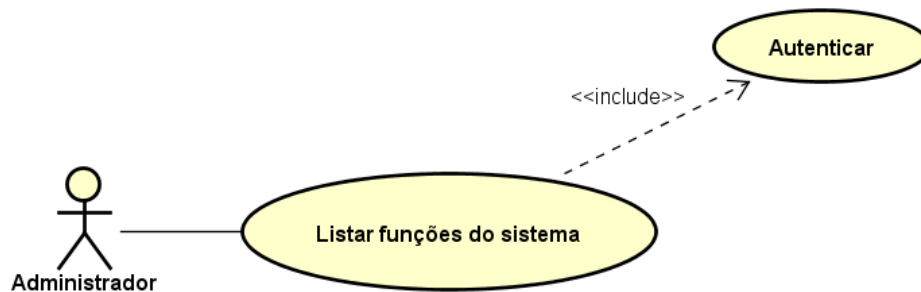 Autenticar
<<include>>
Listar funções do sistema
Administrador